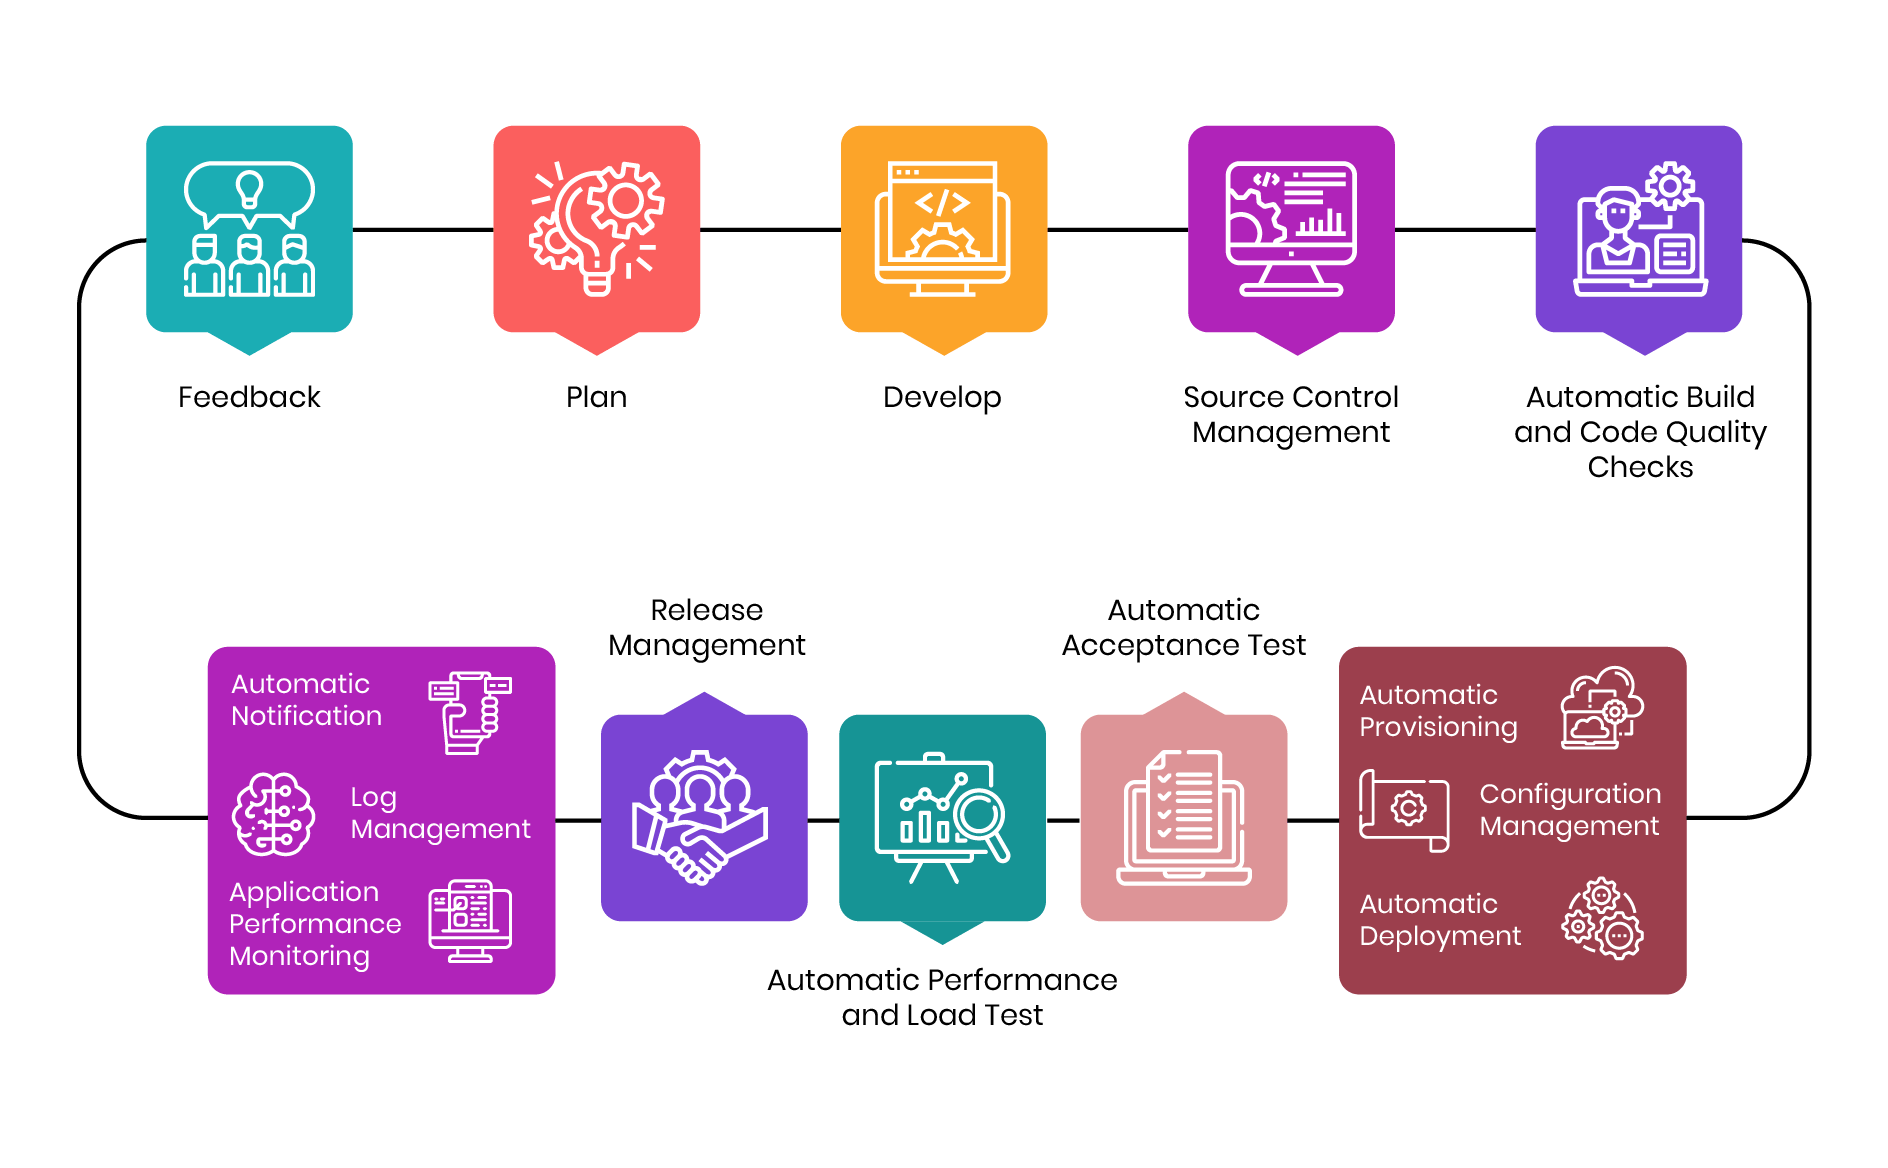 Feedback
Plan
Develop
Source Control
Management
Automatic Build
and Code Quality
Checks
Automatic
Notification
Log
Management
Application
Performance
Monitoring
Release
Management
Automatic Performance
and Load Test
Automatic
Acceptance Test
Automatic
Provisioning
Configuration
Management
Automatic
Deployment